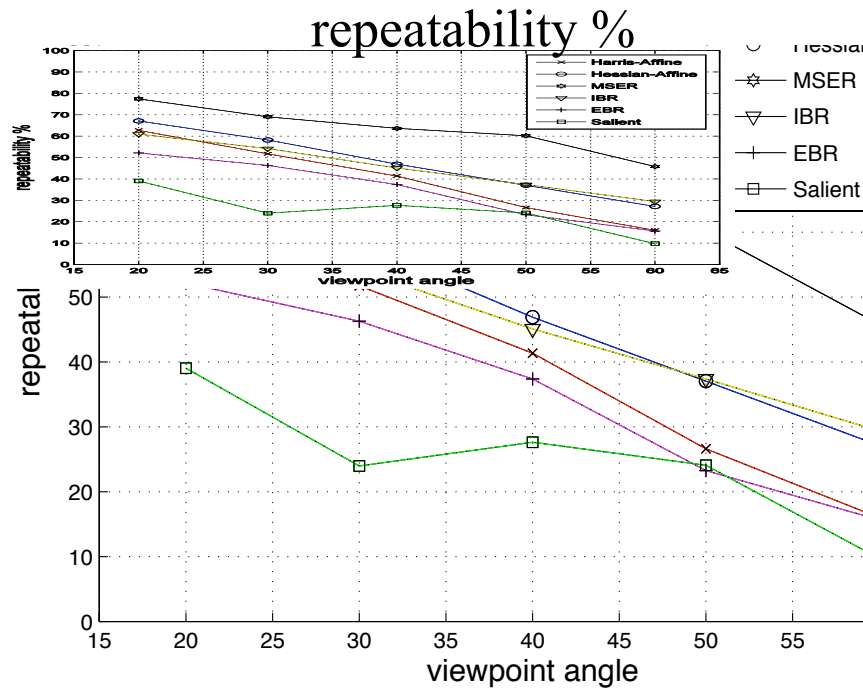 repeatability %
100
90
80
70
60
50
40
30
20
10
0
repeatability %
15 20 25 30 35 40 45 50 55 60 65
viewpoint angle
Harris-Affine
Hessian-Affine
MSER
IBR
EBR
Salient
MSER
IBR
EBR
Salient
50
40
30
20
10
0
repeatal
15 20 25 30 35 40 45 50 55
viewpoint angle